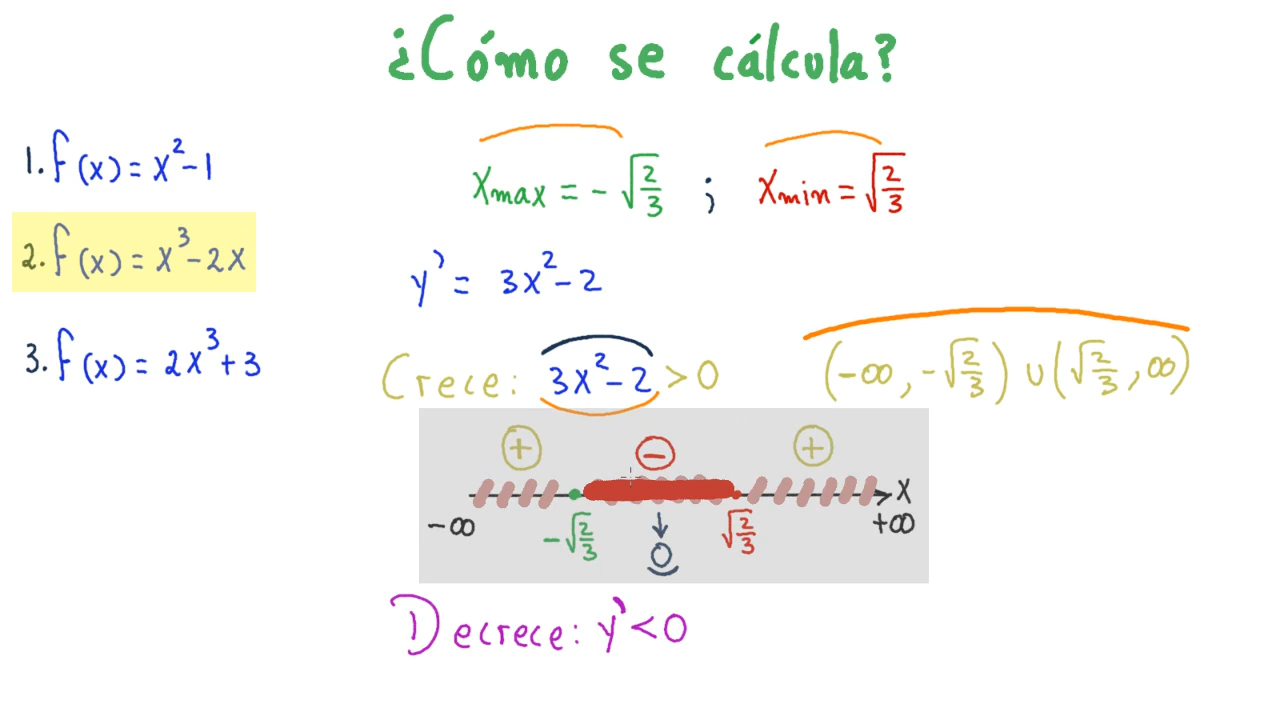 ¿Cómo se cálcula?
1. f(x) = x²-1
2. f(x) = x³-2x
3. f(x) = 2x³+3
Xmax = -√(2/3) ; Xmin = √(2/3)
y' = 3x²-2
Crece: 3x²-2 > 0 (-∞, -√(2/3)) ∪ (√(2/3), ∞)
+ - +
-∞ -√(2/3) 0 √(2/3) +∞ X
Decrece: y' < 0